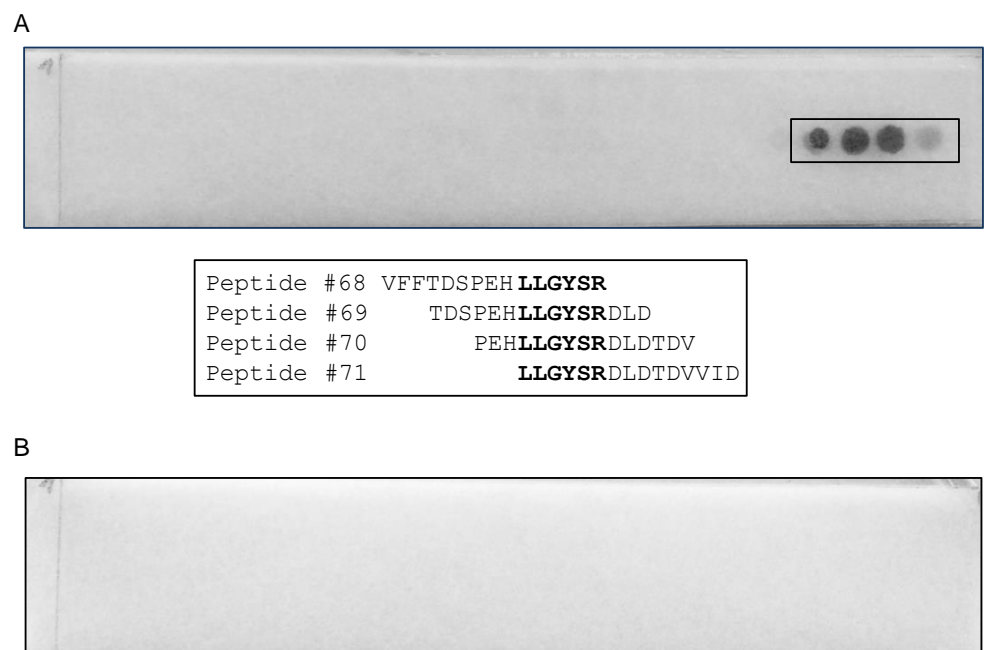 A
Peptide #68 VFFTDSPEHLLGYSR
Peptide #69 TDSPEHLLGYSRDLD
Peptide #70 PEHLLGYSRDLDTDV
Peptide #71 LLGYSRDLDTDVVID
B